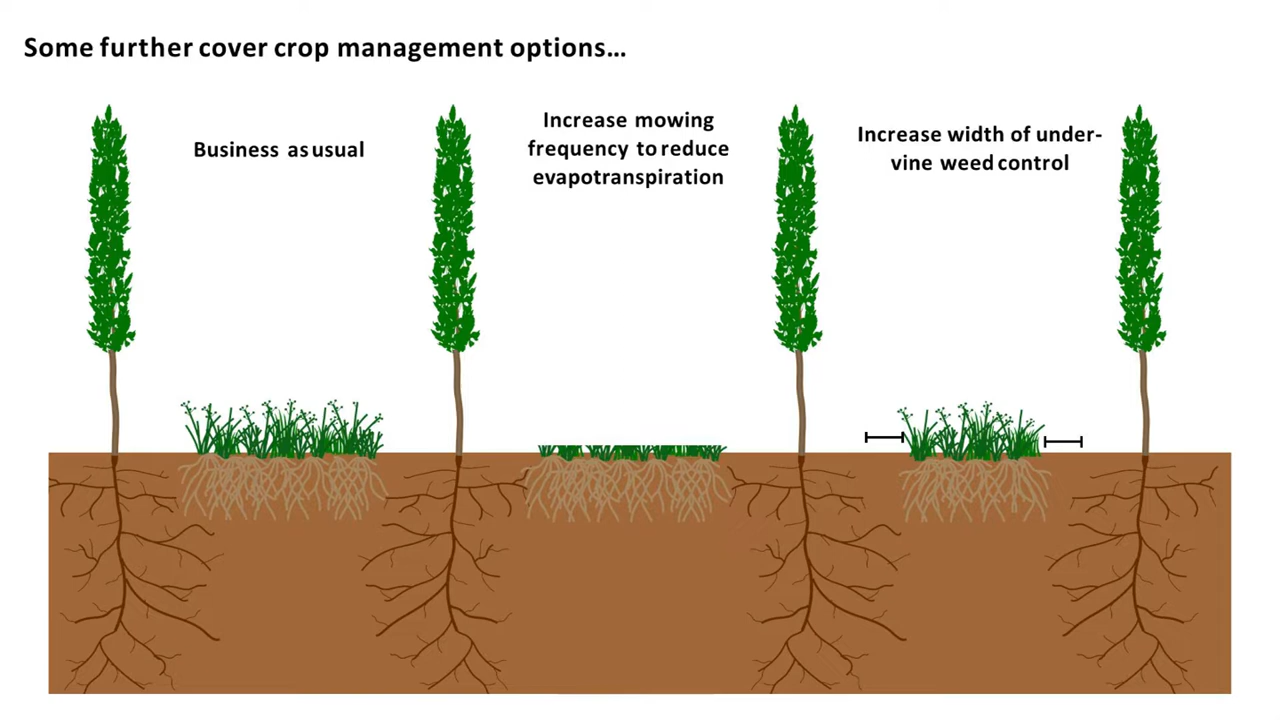 Some further cover crop management options...
Business as usual
Increase mowing
frequency to reduce
evapotranspiration
Increase width of under-
vine weed control